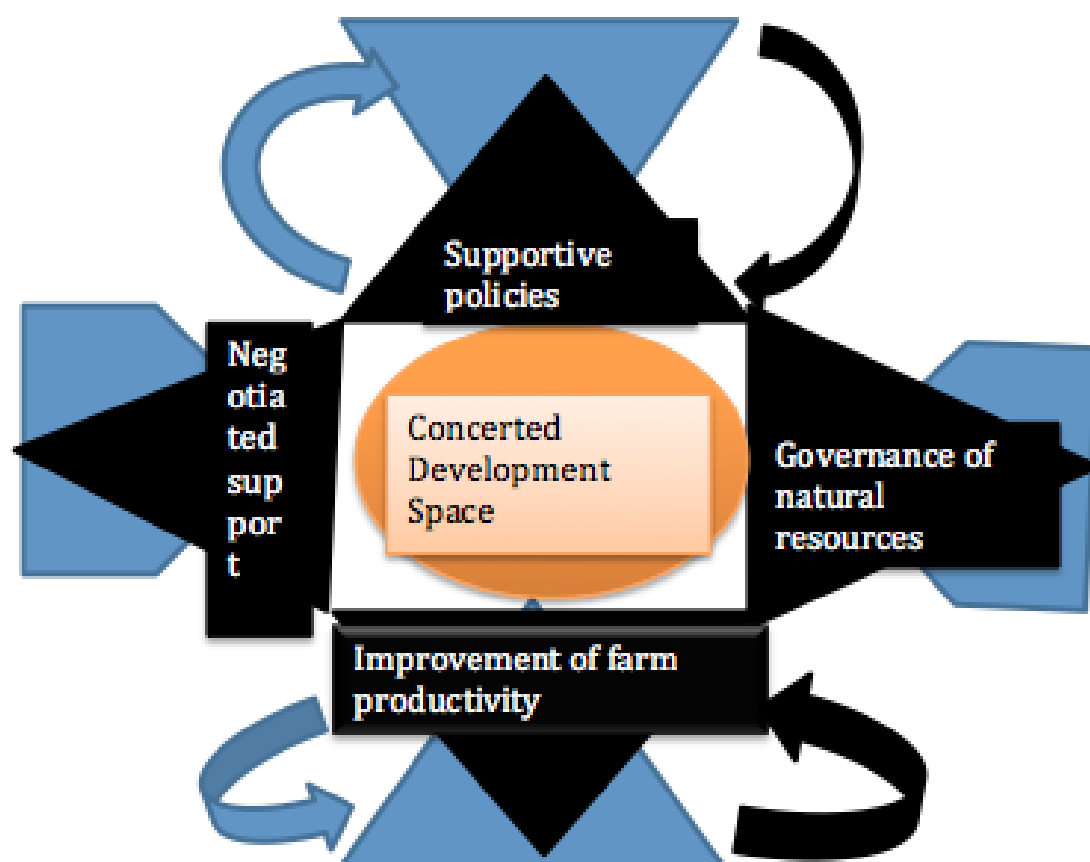 Supportive
policies
Neg
otia
ted
sup
por
t
Concerted
Development
Space
Governance of
natural
resources
Improvement of farm
productivity